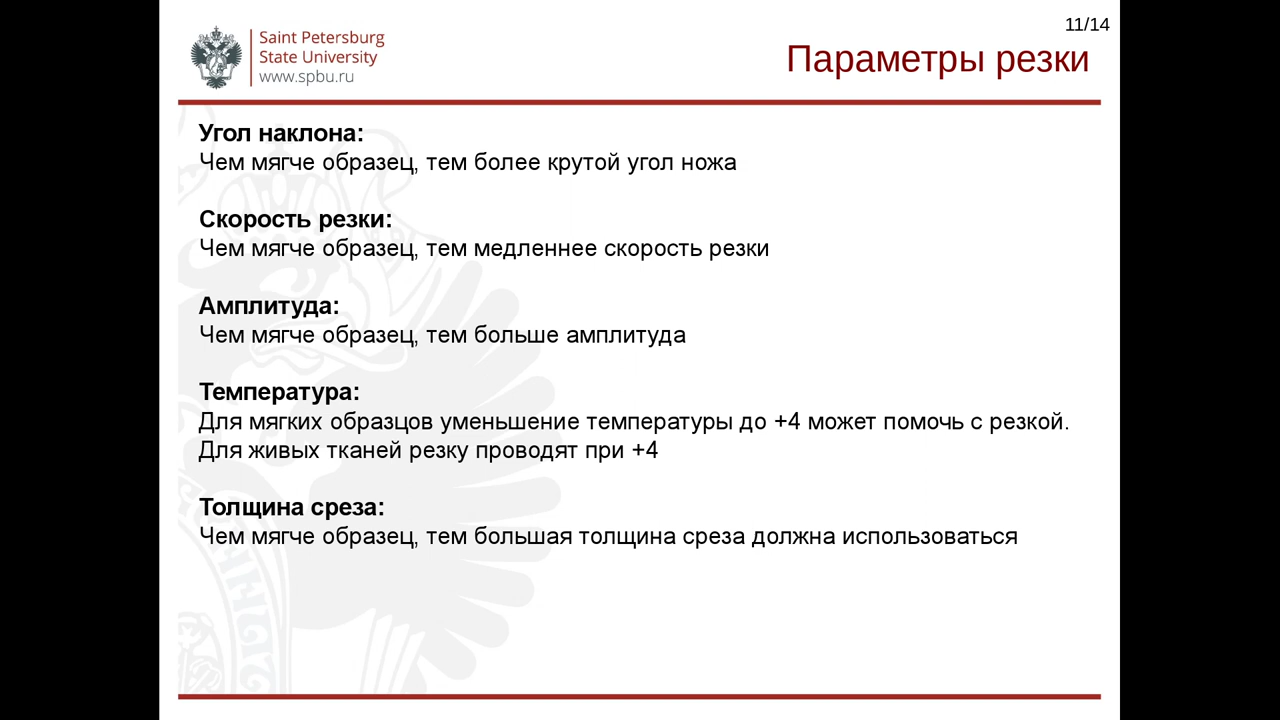 11/14
Saint Petersburg
State University
www.spbu.ru
Параметры резки
Угол наклона:
Чем мягче образец, тем более крутой угол ножа
Скорость резки:
Чем мягче образец, тем медленнее скорость резки
Амплитуда:
Чем мягче образец, тем больше амплитуда
Температура:
Для мягких образцов уменьшение температуры до +4 может помочь с резкой.
Для живых тканей резку проводят при +4
Толщина среза:
Чем мягче образец, тем большая толщина среза должна использоваться